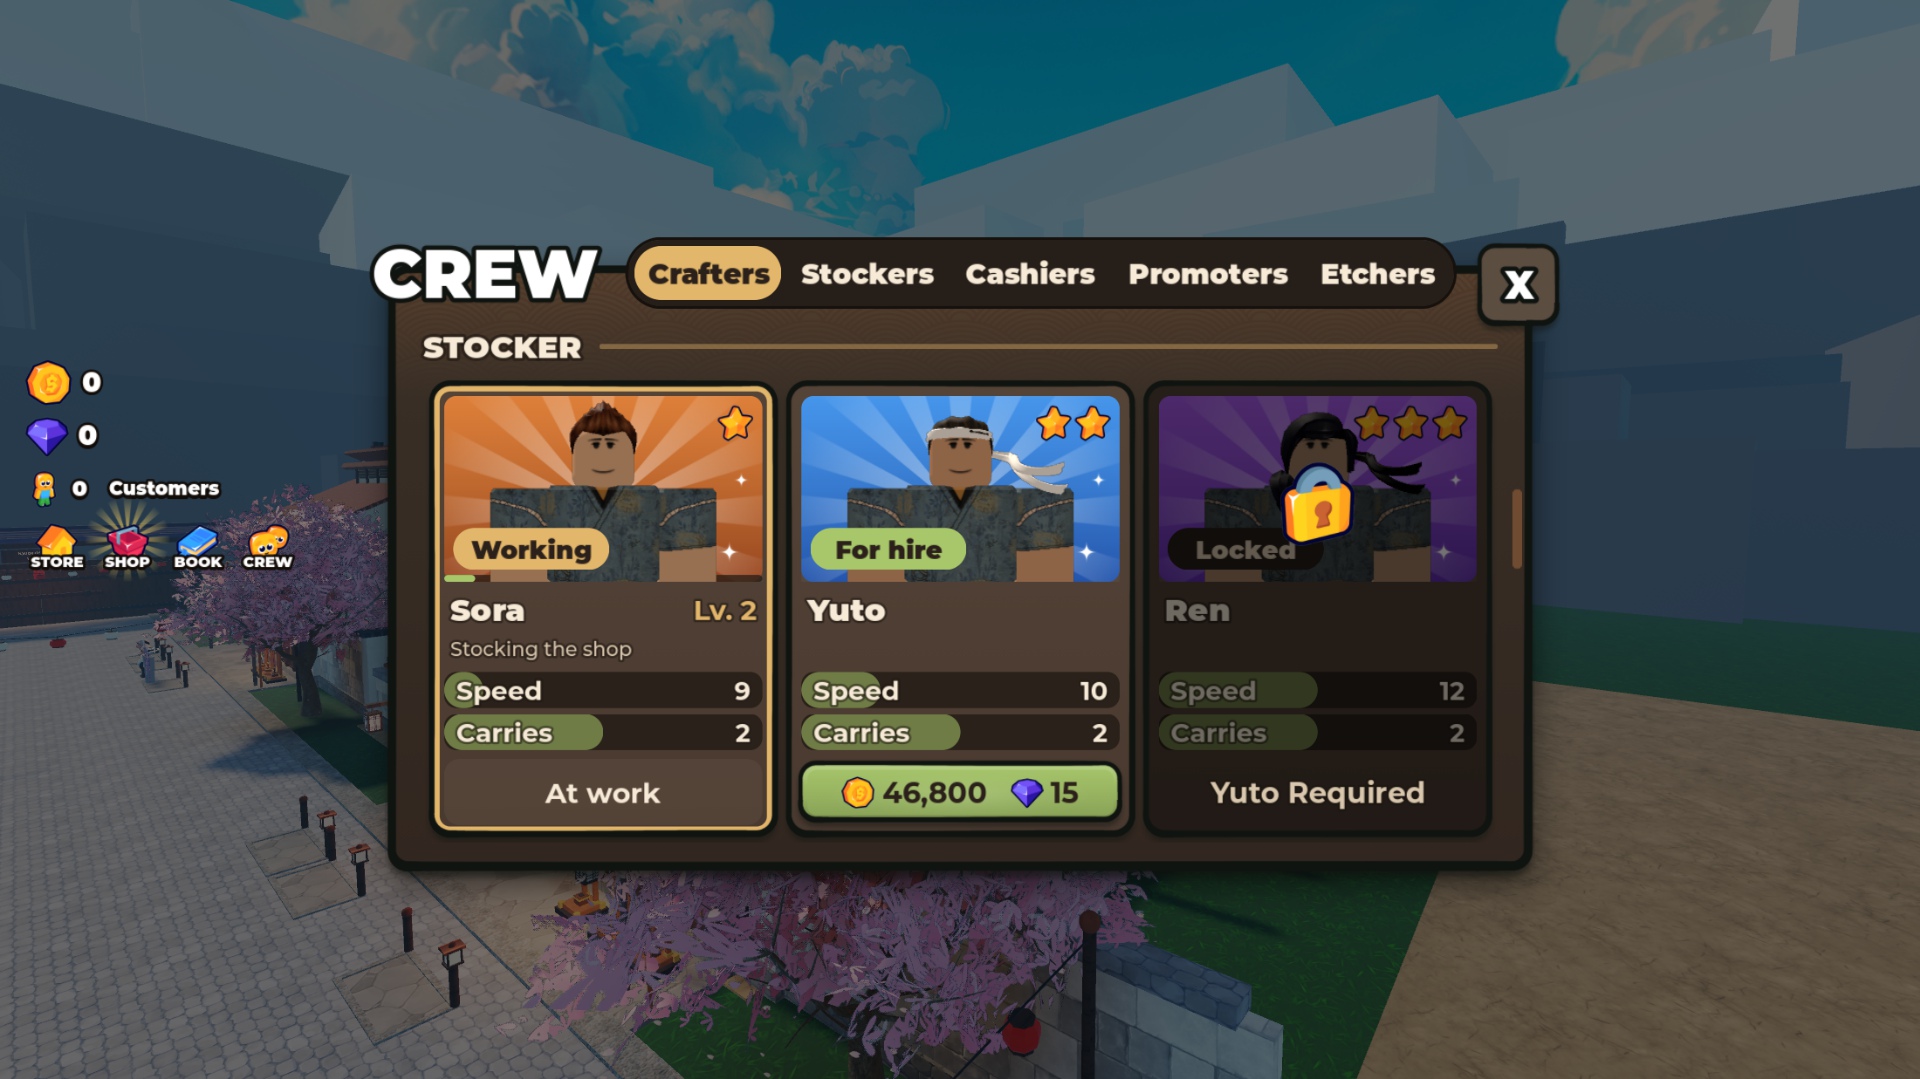 CREW
Crafters
Stockers
Cashiers
Promoters
Etchers
X
STOCKER
0
0
0 Customers
STORE
SHOP
BOOK
CREW
Working
Sora
Lv. 2
Stocking the shop
Speed 9
Carries 2
At work
For hire
Yuto
Speed 10
Carries 2
46,800 15
Locked
Ren
Speed 12
Carries 2
Yuto Required